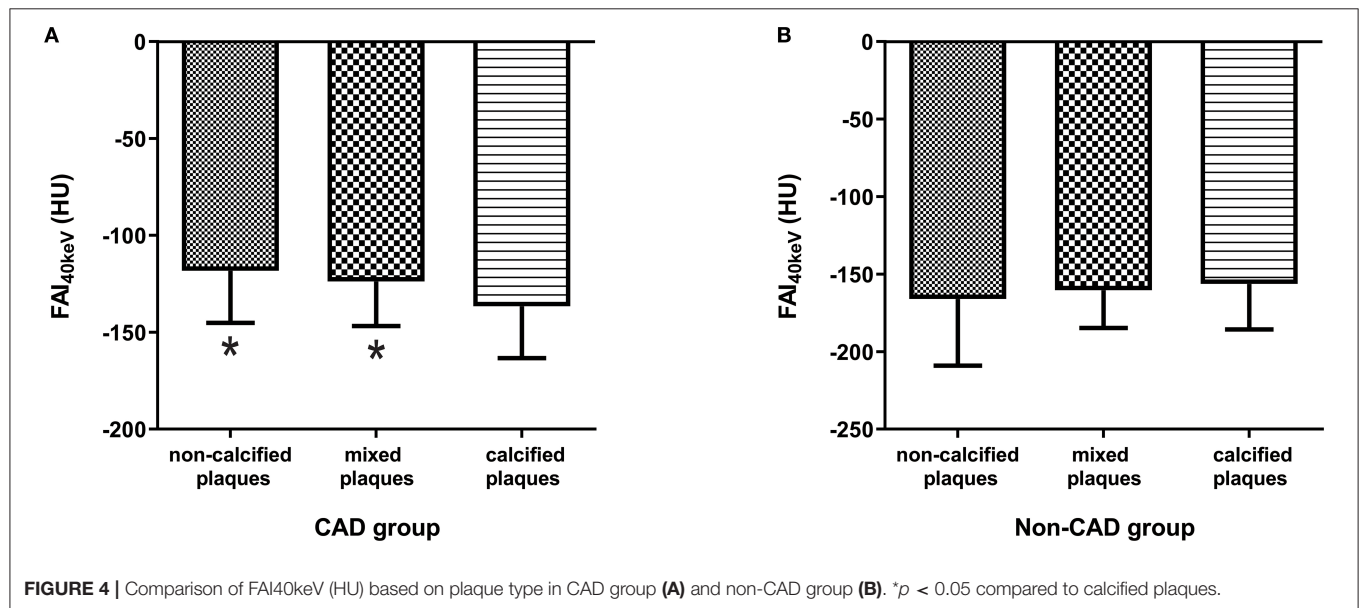 A
FAI40keV (HU)
0
-50
-100
-150
-200
*
*
non-calcified plaques
mixed plaques
calcified plaques
CAD group
B
FAI40keV (HU)
0
-50
-100
-150
-200
-250
non-calcified plaques
mixed plaques
calcified plaques
Non-CAD group
FIGURE 4 | Comparison of FAI40keV (HU) based on plaque type in CAD group (A) and non-CAD group (B). *p < 0.05 compared to calcified plaques.